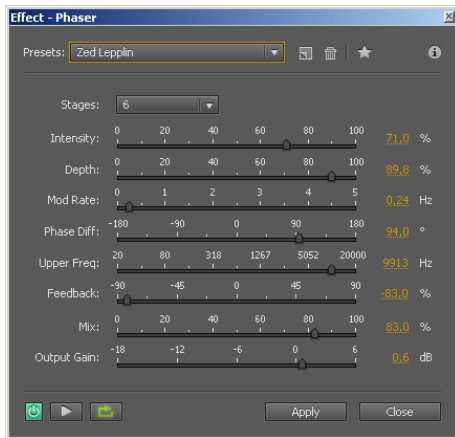 Effect - Phaser
Presets: Zed Lepplin
Stages: 6
0 20 40 60 80 100
Intensity: 71,0 %
0 20 40 60 80 100
Depth: 89,8 %
0 1 2 3 4 5
Mod Rate: 0,24 Hz
-180 -90 0 90 180
Phase Diff: 94,0 °
20 80 318 1267 5052 20000
Upper Freq: 9913 Hz
-90 -45 0 45 90
Feedback: -83,0 %
0 20 40 60 80 100
Mix: 83,0 %
-18 -12 -6 0 6
Output Gain: 0,6 dB
Apply Close